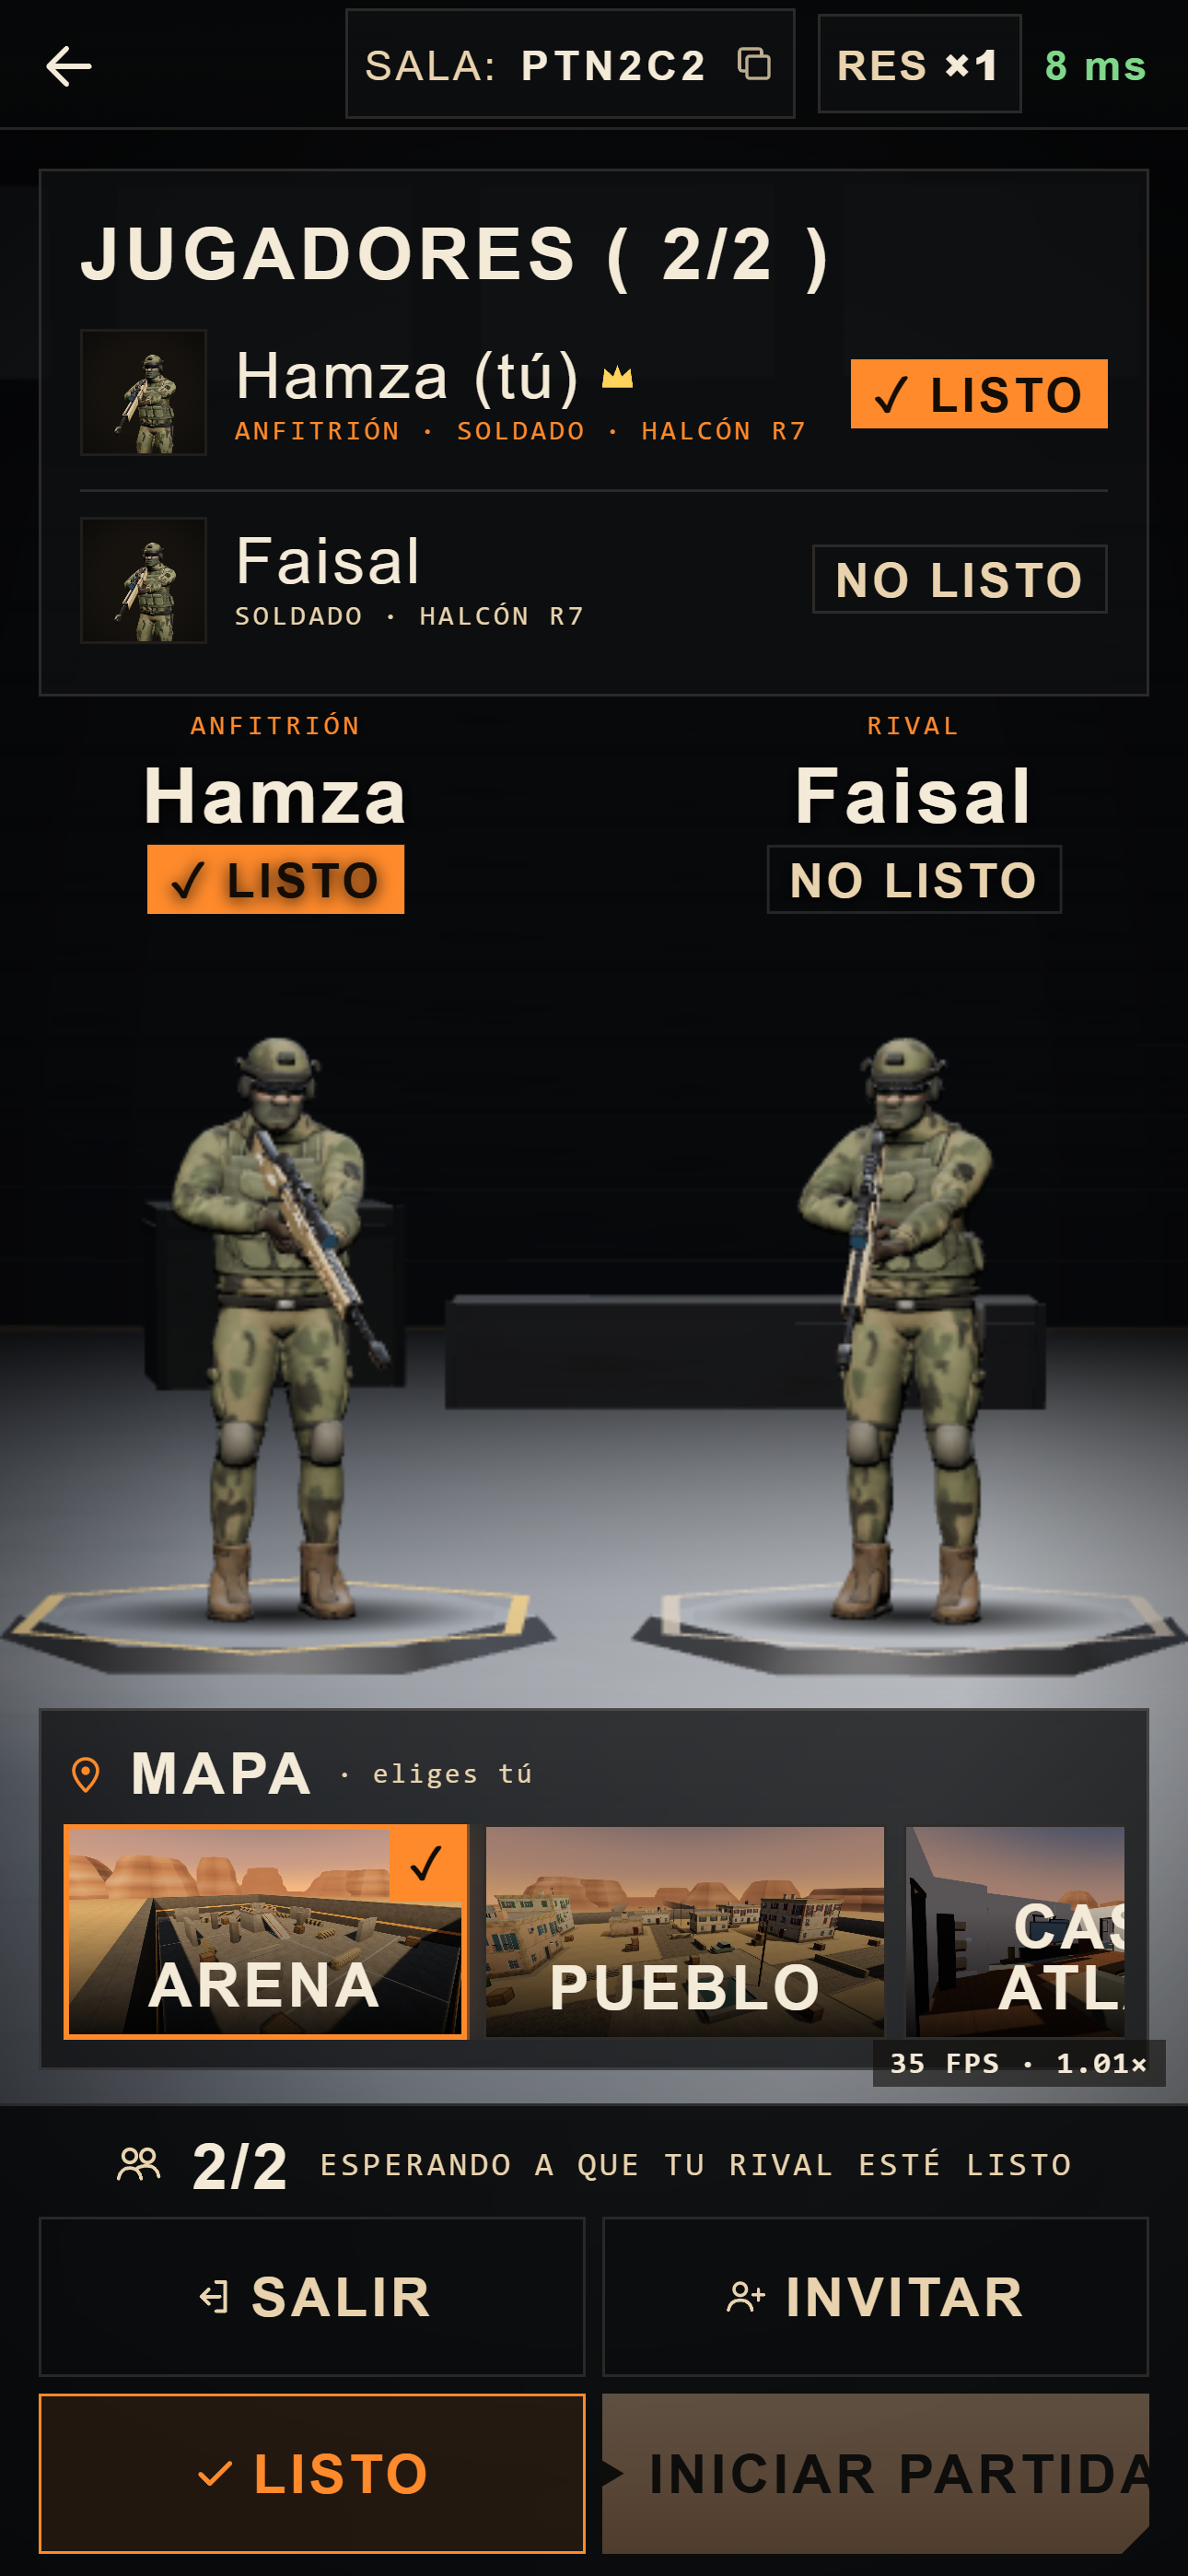 SALA: PTN2C2
RES ×1
8 ms
JUGADORES ( 2/2 )
Hamza (tú)
ANFITRIÓN · SOLDADO · HALCÓN R7
✓ LISTO
Faisal
SOLDADO · HALCÓN R7
NO LISTO
ANFITRIÓN
Hamza
✓ LISTO
RIVAL
Faisal
NO LISTO
MAPA · eliges tú
ARENA
PUEBLO
35 FPS · 1.01×
2/2 ESPERANDO A QUE TU RIVAL ESTÉ LISTO
SALIR
INVITAR
LISTO
INICIAR PARTIDA